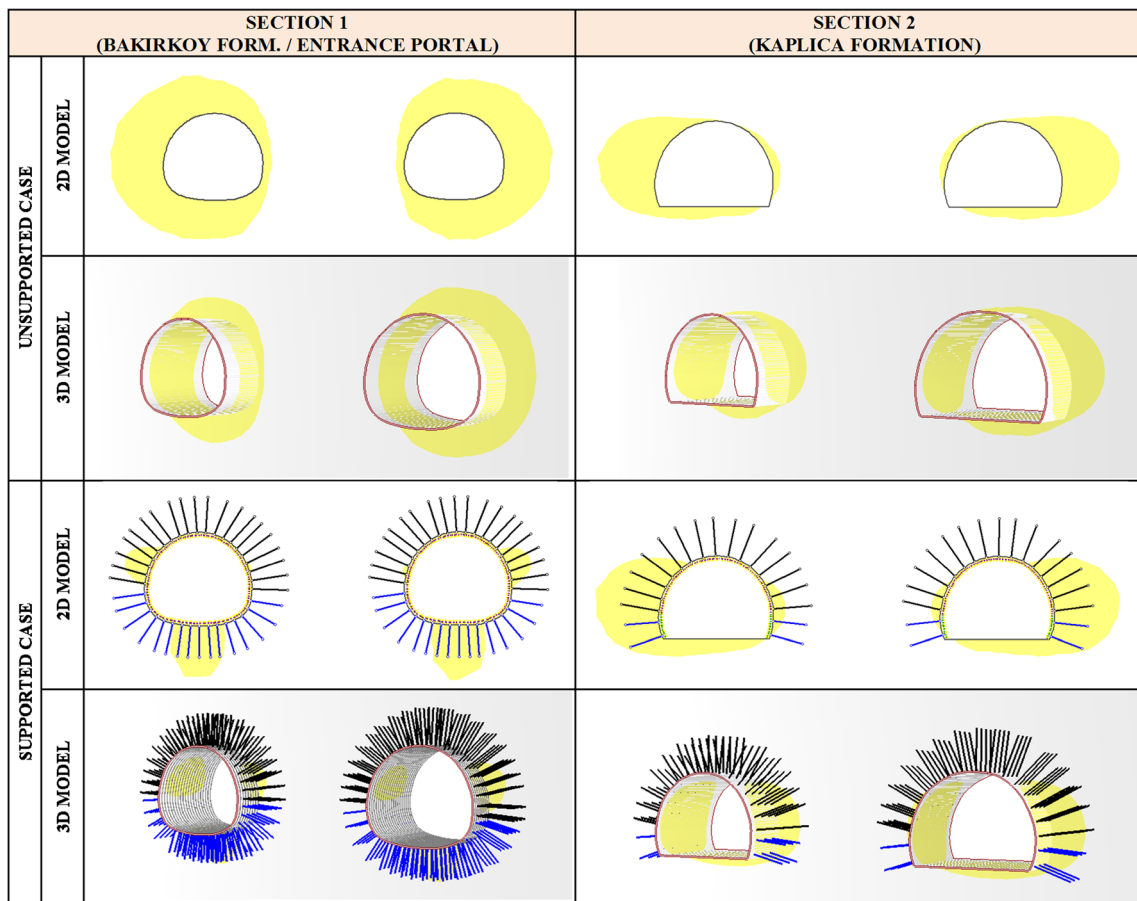 SECTION 1
(BAKIRKOY FORM. / ENTRANCE PORTAL)
SECTION 2
(KAPLICA FORMATION)
UNSUPPORTED CASE
2D MODEL
3D MODEL
SUPPORTED CASE
2D MODEL
3D MODEL